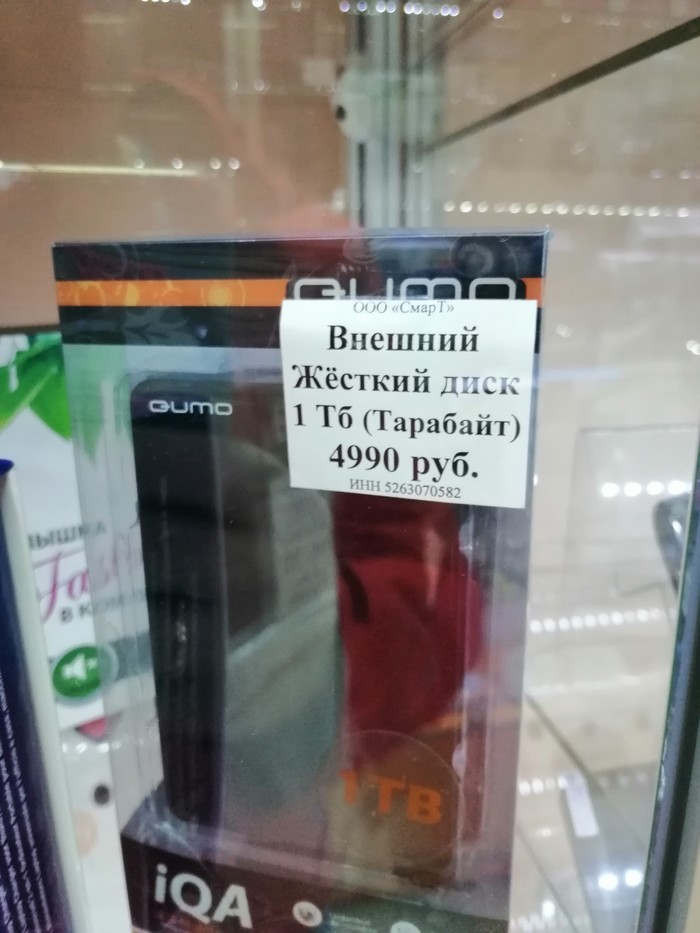 QUMO
ООО «СмарТ»
Внешний
Жёсткий диск
1 Тб (Тарабайт)
4990 руб.
ИНН 5263070582
QUMO
1TB
iQA